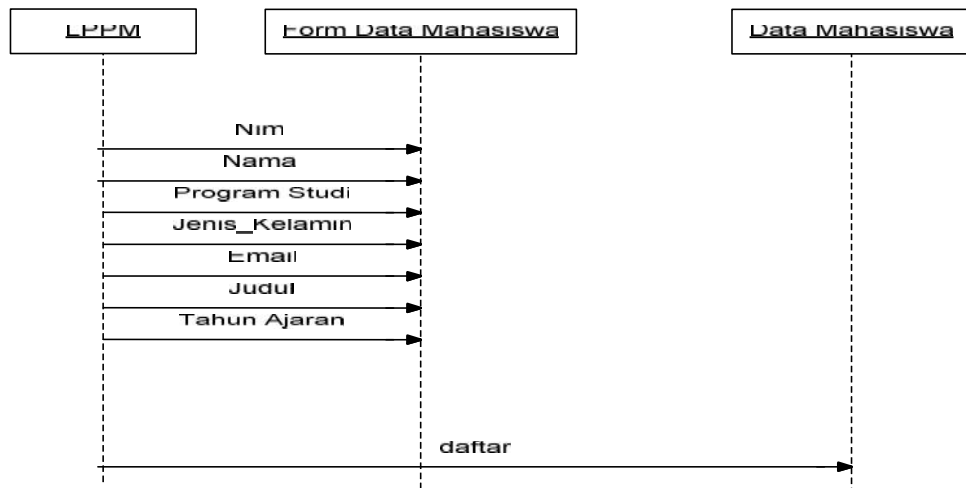 LPPM
Form Data Mahasiswa
Data Mahasiswa
Nim
Nama
Program Studi
Jenis_Kelamin
Email
Judul
Tahun Ajaran
daftar